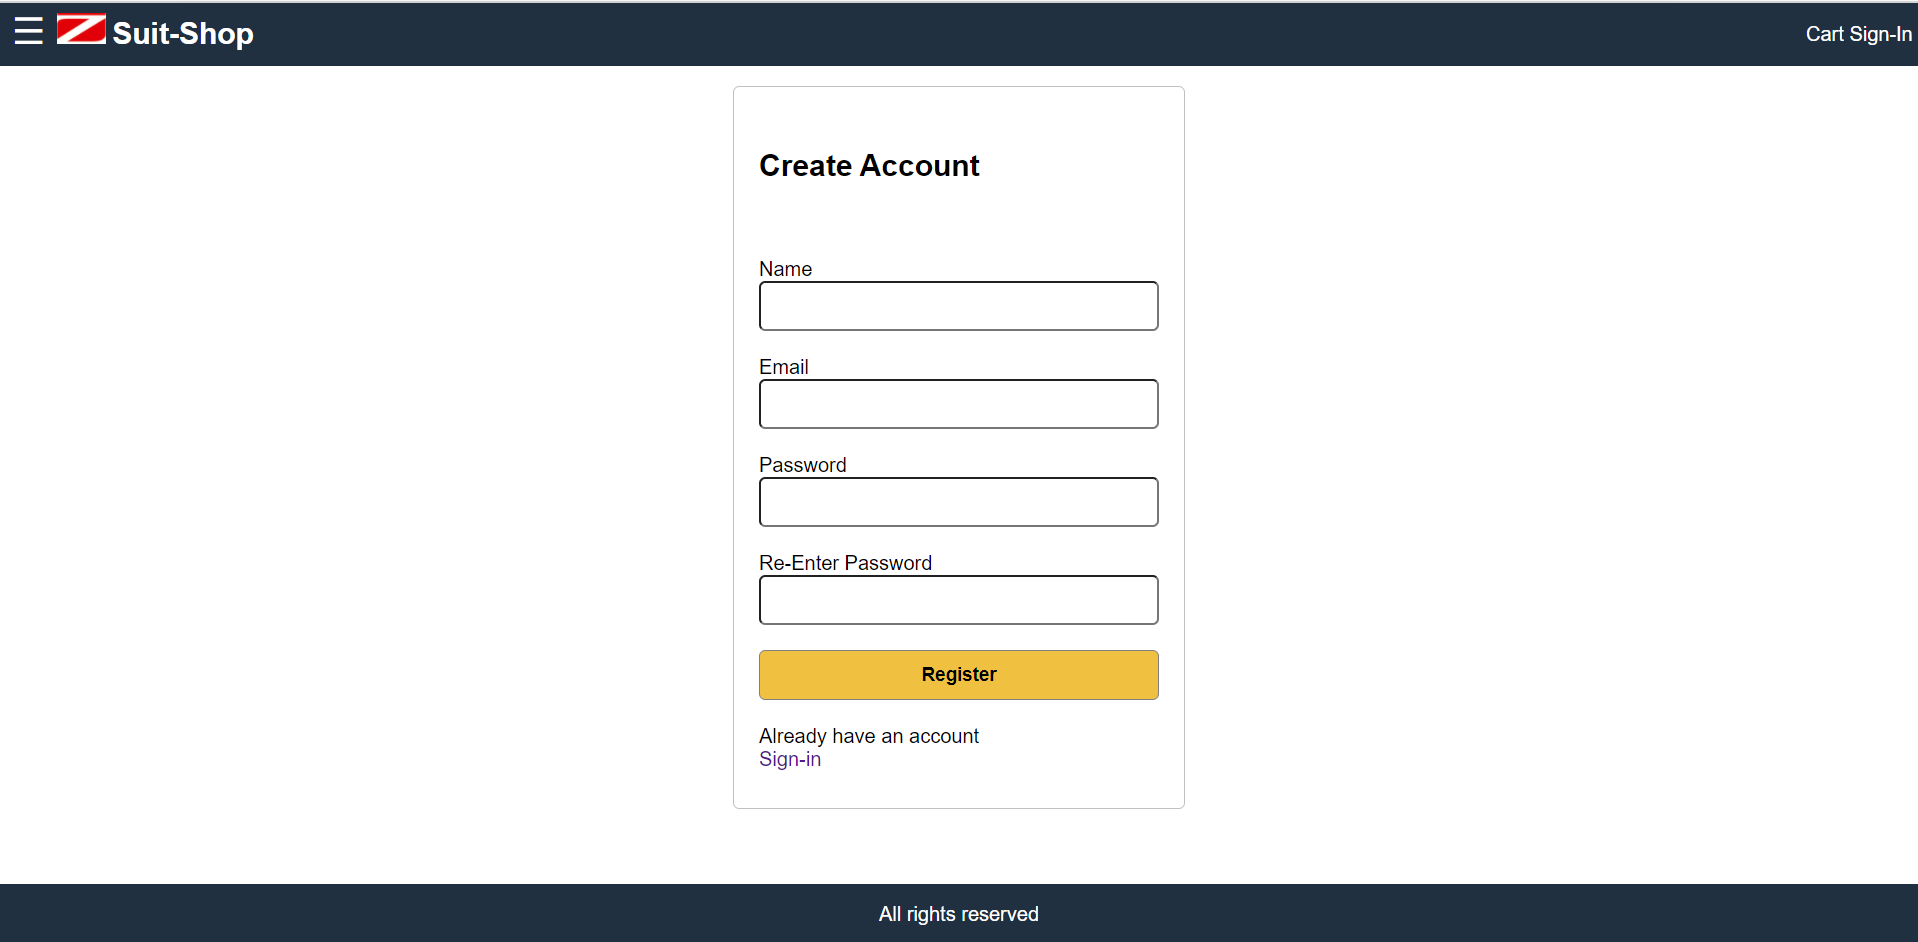 ☰ Suit-Shop
Cart Sign-In
Create Account
Name
Email
Password
Re-Enter Password
Register
Already have an account
Sign-in
All rights reserved